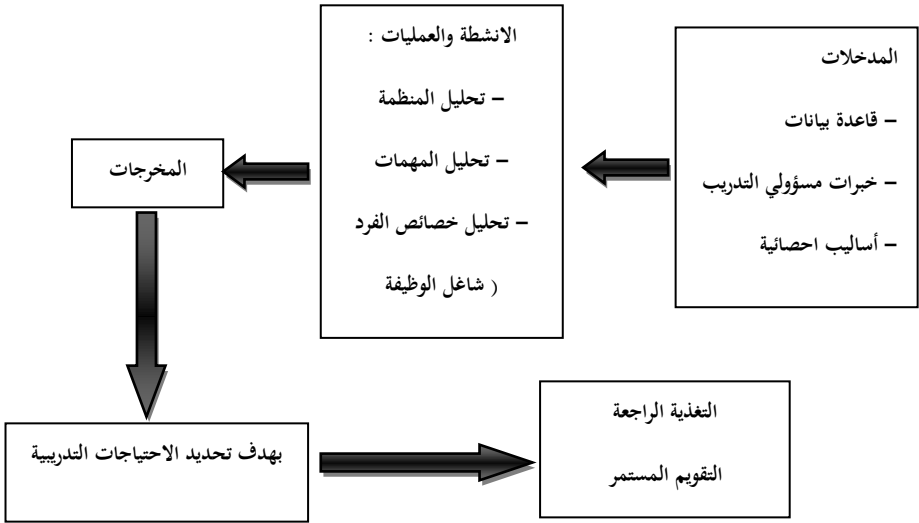 المدخلات
– قاعدة بيانات
– خبرات مسؤولي التدريب
– أساليب احصائية
الانشطة والعمليات :
– تحليل المنظمة
– تحليل المهمات
– تحليل خصائص الفرد
( شاغل الوظيفة
المخرجات
بهدف تحديد الاحتياجات التدريبية
التغذية الراجعة
التقويم المستمر